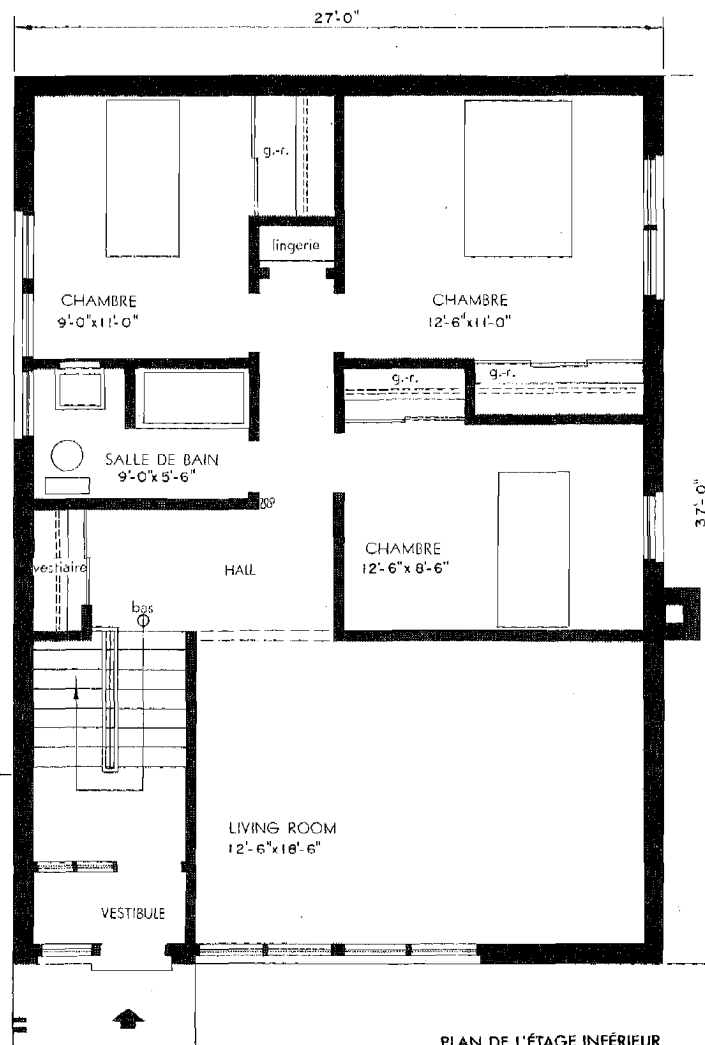 27'-0"
g.-r.
lingerie
CHAMBRE
9'-0"x11'-0"
CHAMBRE
12'-6"x11'-0"
g.-r.
g.-r.
SALLE DE BAIN
9'-0"x5'-6"
37'-0"
CHAMBRE
12'-6"x8'-6"
vestiaire
HALL
bas
LIVING ROOM
12'-6"x18'-6"
VESTIBULE
PLAN DE L'ÉTAGE INFÉRIEUR